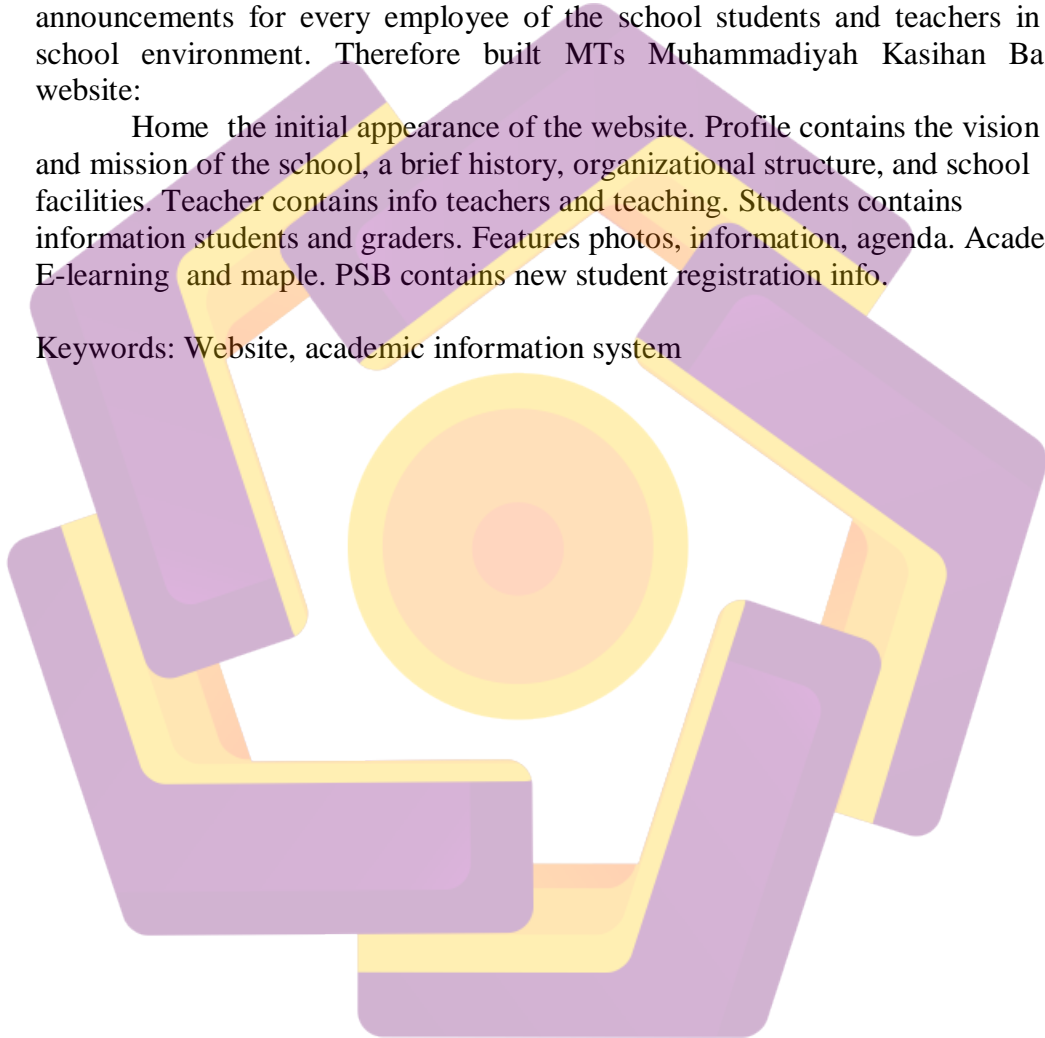 announcements for every employee of the school students and teachers in
school environment. Therefore built MTs Muhammadiyah Kasihan Ba
website:
Home the initial appearance of the website. Profile contains the vision
and mission of the school, a brief history, organizational structure, and school
facilities. Teacher contains info teachers and teaching. Students contains
information students and graders. Features photos, information, agenda. Acade
E-learning and maple. PSB contains new student registration info.
Keywords: Website, academic information system